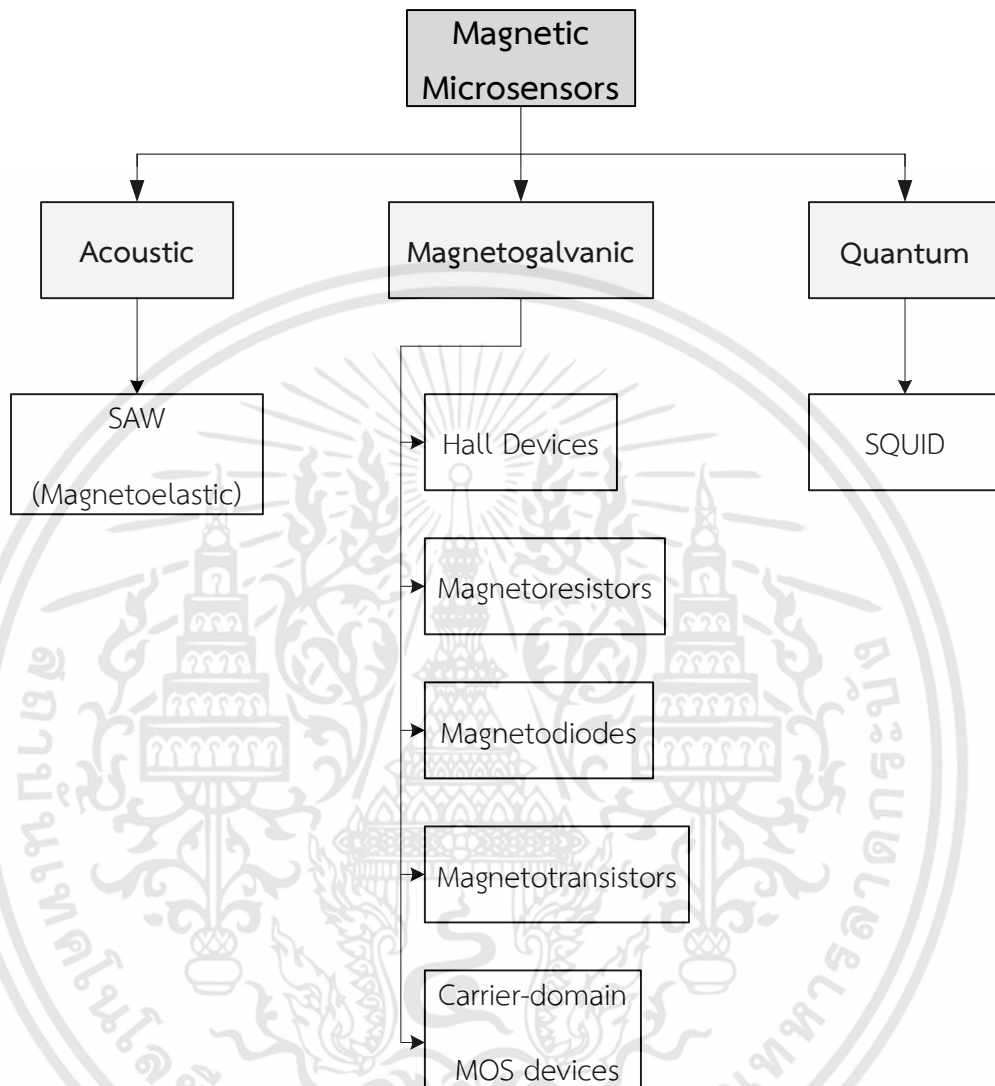 Magnetic
Microsensors
Acoustic
Magnetogalvanic
Quantum
SAW
(Magnetoelastic)
Hall Devices
SQUID
Magnetoresistors
Magnetodiodes
Magnetotransistors
Carrier-domain
MOS devices